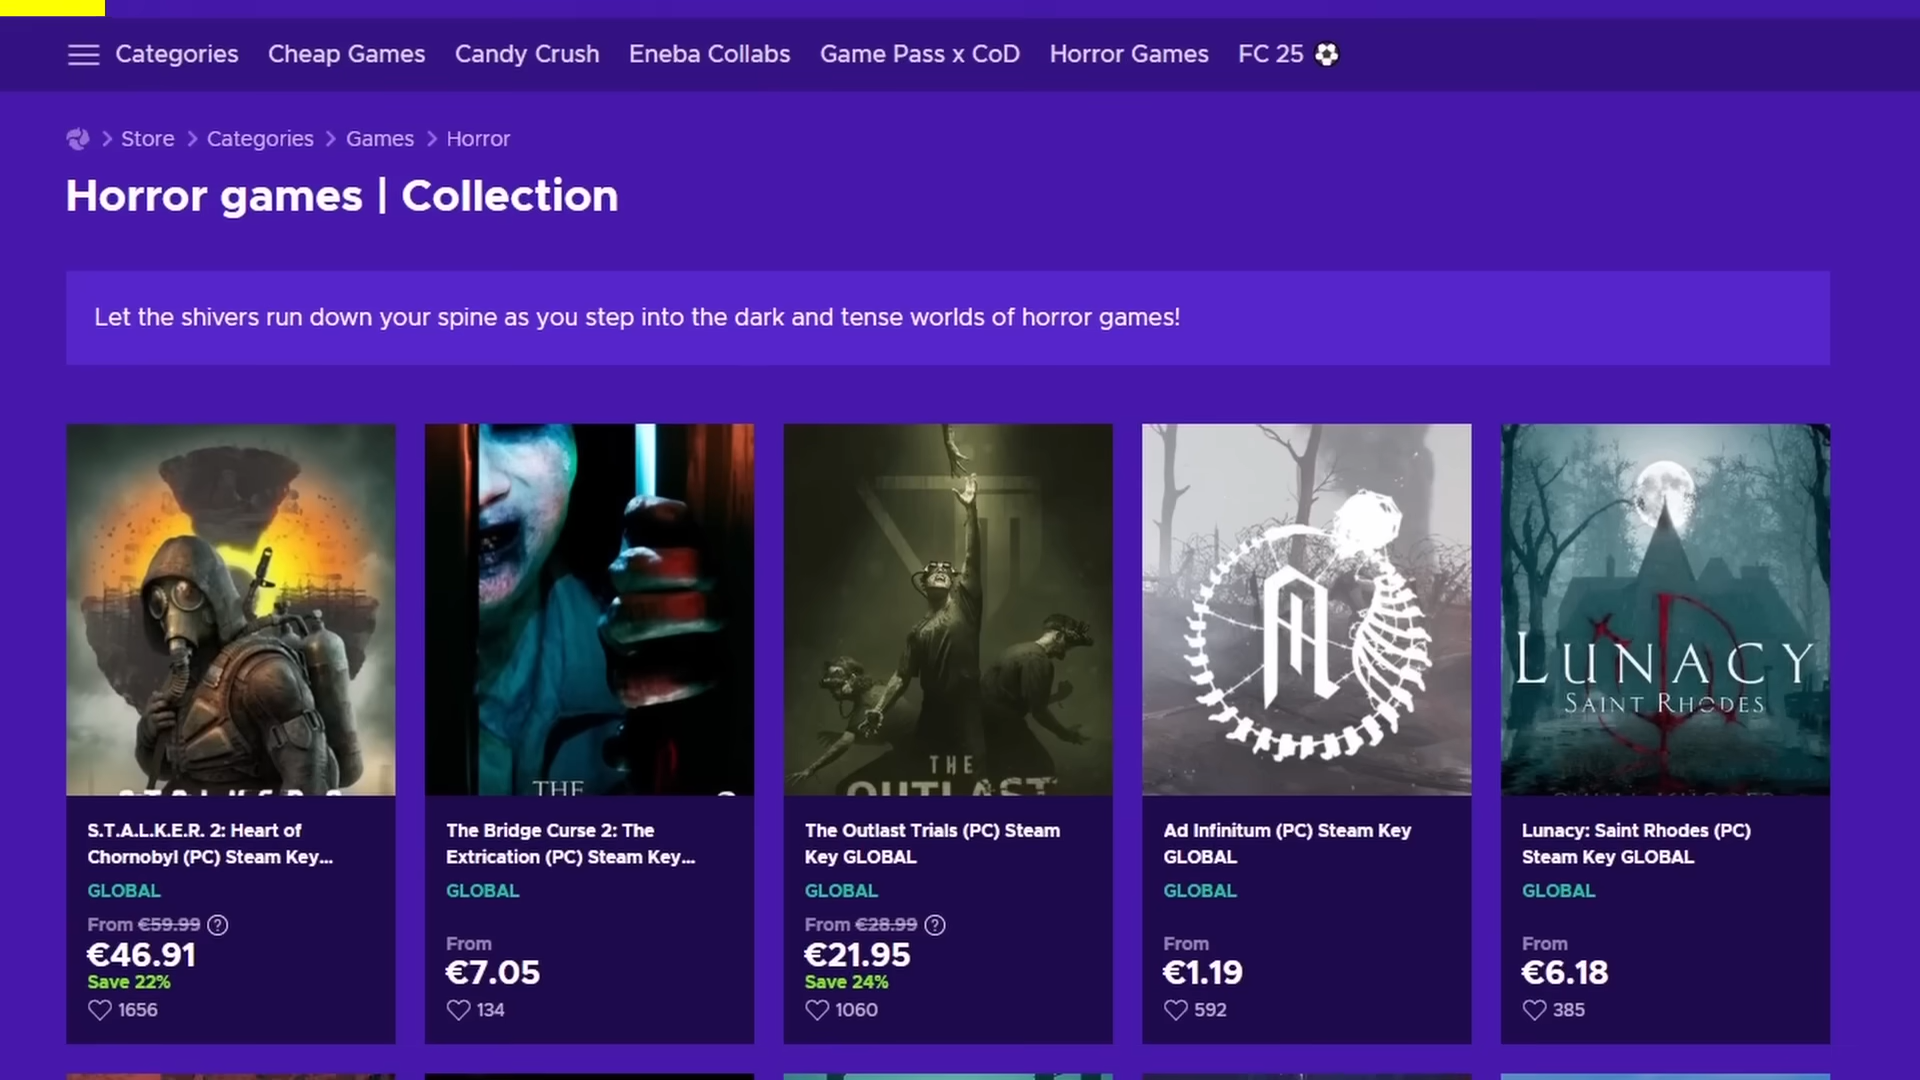 Categories Cheap Games Candy Crush Eneba Collabs Game Pass x CoD Horror Games FC 25
Store Categories Games Horror
Horror games | Collection
Let the shivers run down your spine as you step into the dark and tense worlds of horror games!
THE
THE
OUTLAST
LUNACY
SAINT RHODES
S.T.A.L.K.E.R. 2: Heart of
Chornobyl (PC) Steam Key...
GLOBAL
From €59.99
€46.91
Save 22%
1656
The Bridge Curse 2: The
Extrication (PC) Steam Key...
GLOBAL
From
€7.05
134
The Outlast Trials (PC) Steam
Key GLOBAL
GLOBAL
From €28.99
€21.95
Save 24%
1060
Ad Infinitum (PC) Steam Key
GLOBAL
GLOBAL
From
€1.19
592
Lunacy: Saint Rhodes (PC)
Steam Key GLOBAL
GLOBAL
From
€6.18
385